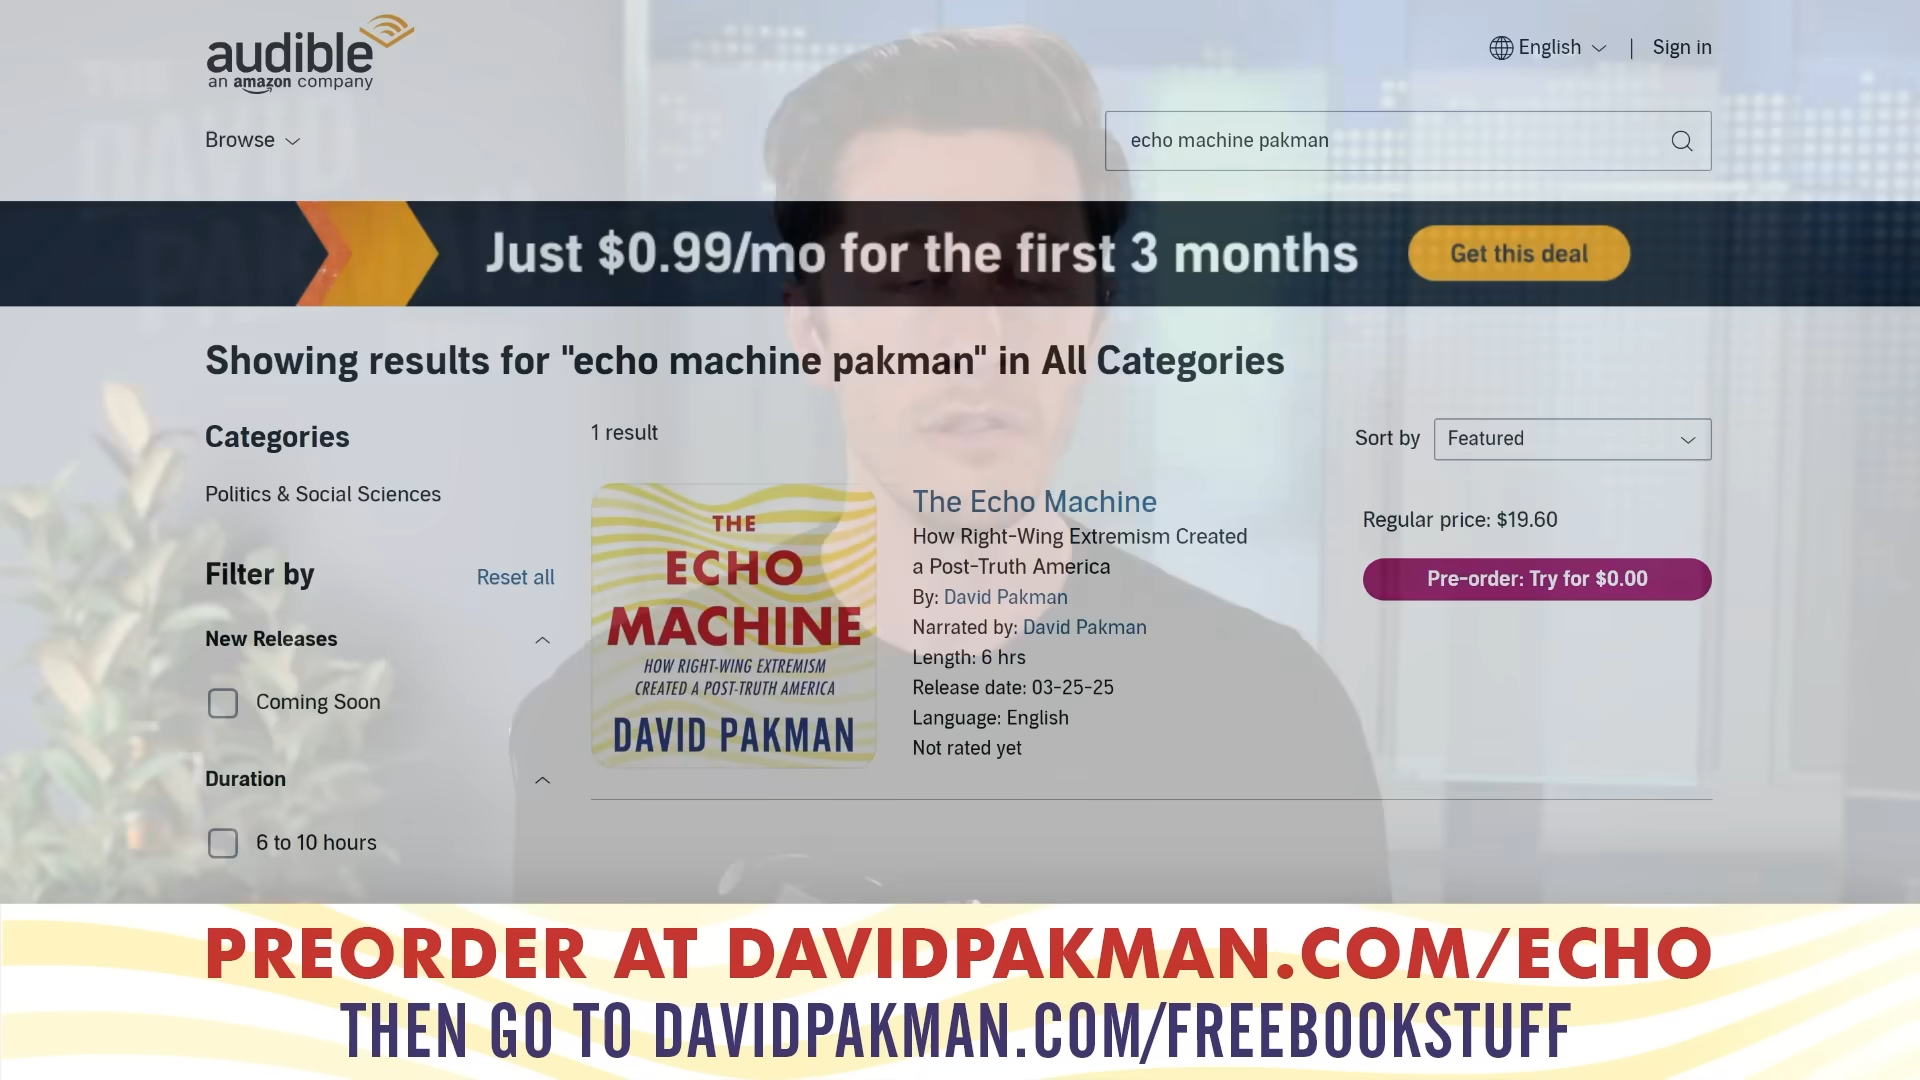 audible
an amazon company
English
Sign in
Browse
echo machine pakman
Just $0.99/mo for the first 3 months
Get this deal
Showing results for "echo machine pakman" in All Categories
Categories
Politics & Social Sciences
Filter by
Reset all
New Releases
Coming Soon
Duration
6 to 10 hours
1 result
Sort by
Featured
THE
ECHO
MACHINE
HOW RIGHT-WING EXTREMISM
CREATED A POST-TRUTH AMERICA
DAVID PAKMAN
The Echo Machine
How Right-Wing Extremism Created
a Post-Truth America
By: David Pakman
Narrated by: David Pakman
Length: 6 hrs
Release date: 03-25-25
Language: English
Not rated yet
Regular price: $19.60
Pre-order: Try for $0.00
PREORDER AT DAVIDPAKMAN.COM/ECHO
THEN GO TO DAVIDPAKMAN.COM/FREEBOOKSTUFF